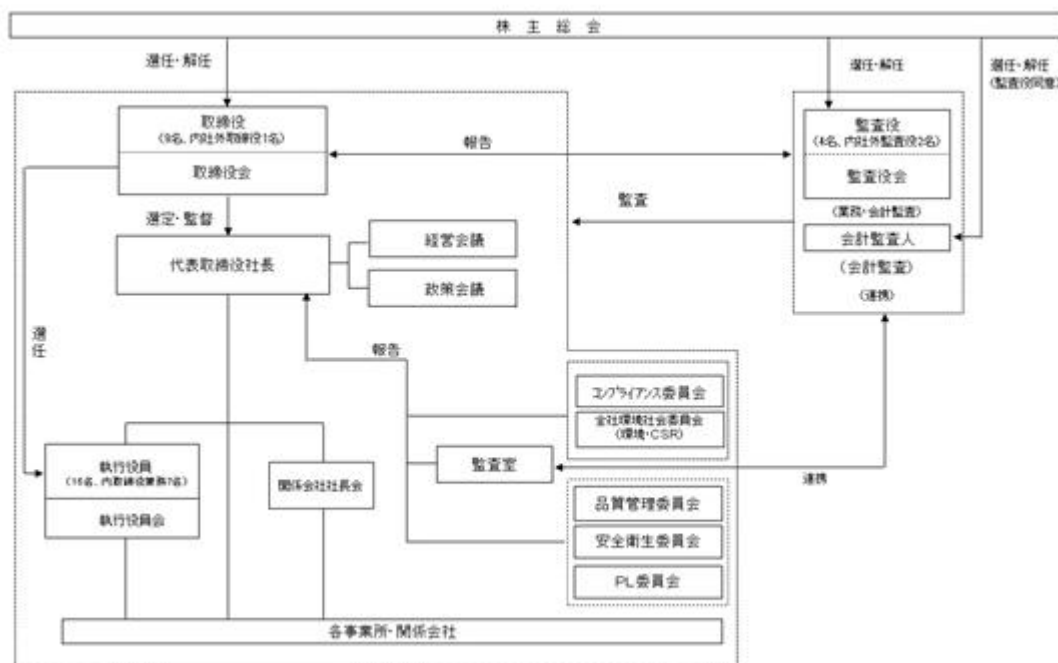 株主総会
選任・解任
選任・解任
選任・解任
(監査役同意)
取締役
(9名、内社外取締役1名)
取締役会
報告
監査役
(4名、内社外監査役2名)
監査役会
(業務・会計監査)
会計監査人
(会計監査)
(連携)
監査
選定・監督
代表取締役社長
経営会議
政策会議
選任
報告
コンプライアンス委員会
全社環境社会委員会
(環境・CSR)
監査室
連携
執行役員
執行役員会
関係会社社長会
品質管理委員会
安全衛生委員会
PL委員会
各事業所・関係会社